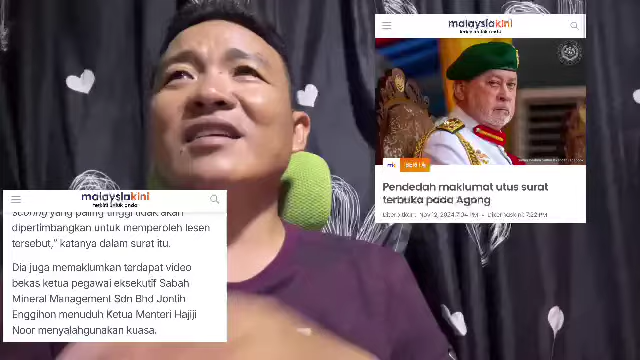 malaysiakini
BERITA
Pendedah maklumat utus surat
terbuka pada Agong
malaysiakini
scoring yang paling tinggi tidak akan
dipertimbangkan untuk memperoleh lesen
tersebut," katanya dalam surat itu.
Dia juga memaklumkan terdapat video
bekas ketua pegawai eksekutif Sabah
Mineral Management Sdn Bhd Jontih
Enggihon menuduh Ketua Menteri Hajiji
Noor menyalahgunakan kuasa.